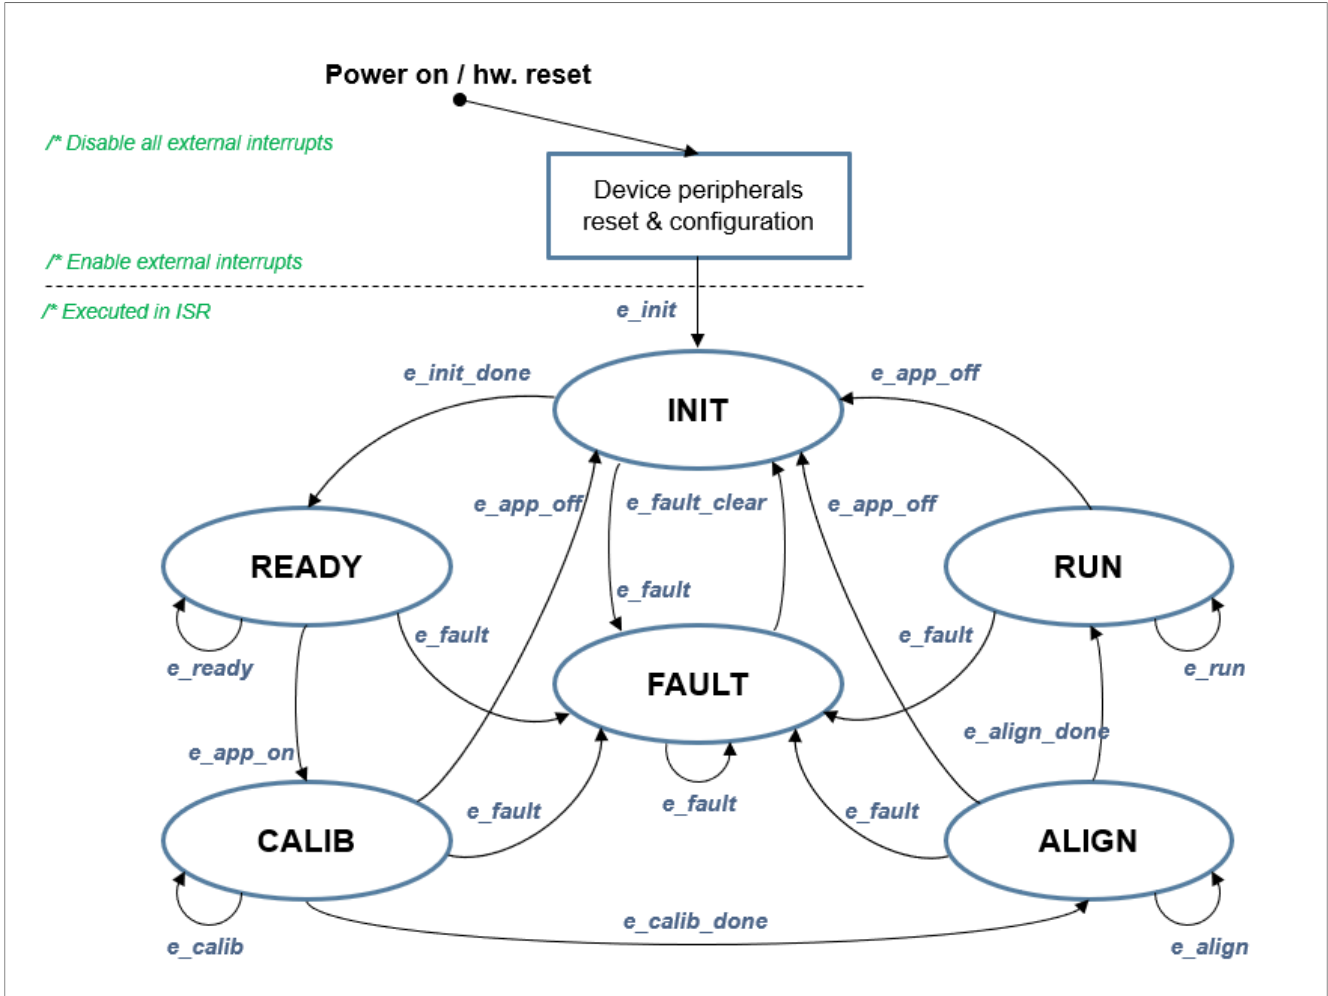 Power on / hw. reset
/* Disable all external interrupts
Device peripherals
reset & configuration
/* Enable external interrupts
/* Executed in ISR
e_init
e_init_done
e_app_off
INIT
e_app_off
e_fault_clear
e_app_off
READY
RUN
e_fault
e_fault
e_fault
e_ready
e_run
FAULT
e_align_done
e_app_on
e_fault
e_fault
e_fault
CALIB
ALIGN
e_calib_done
e_calib
e_align